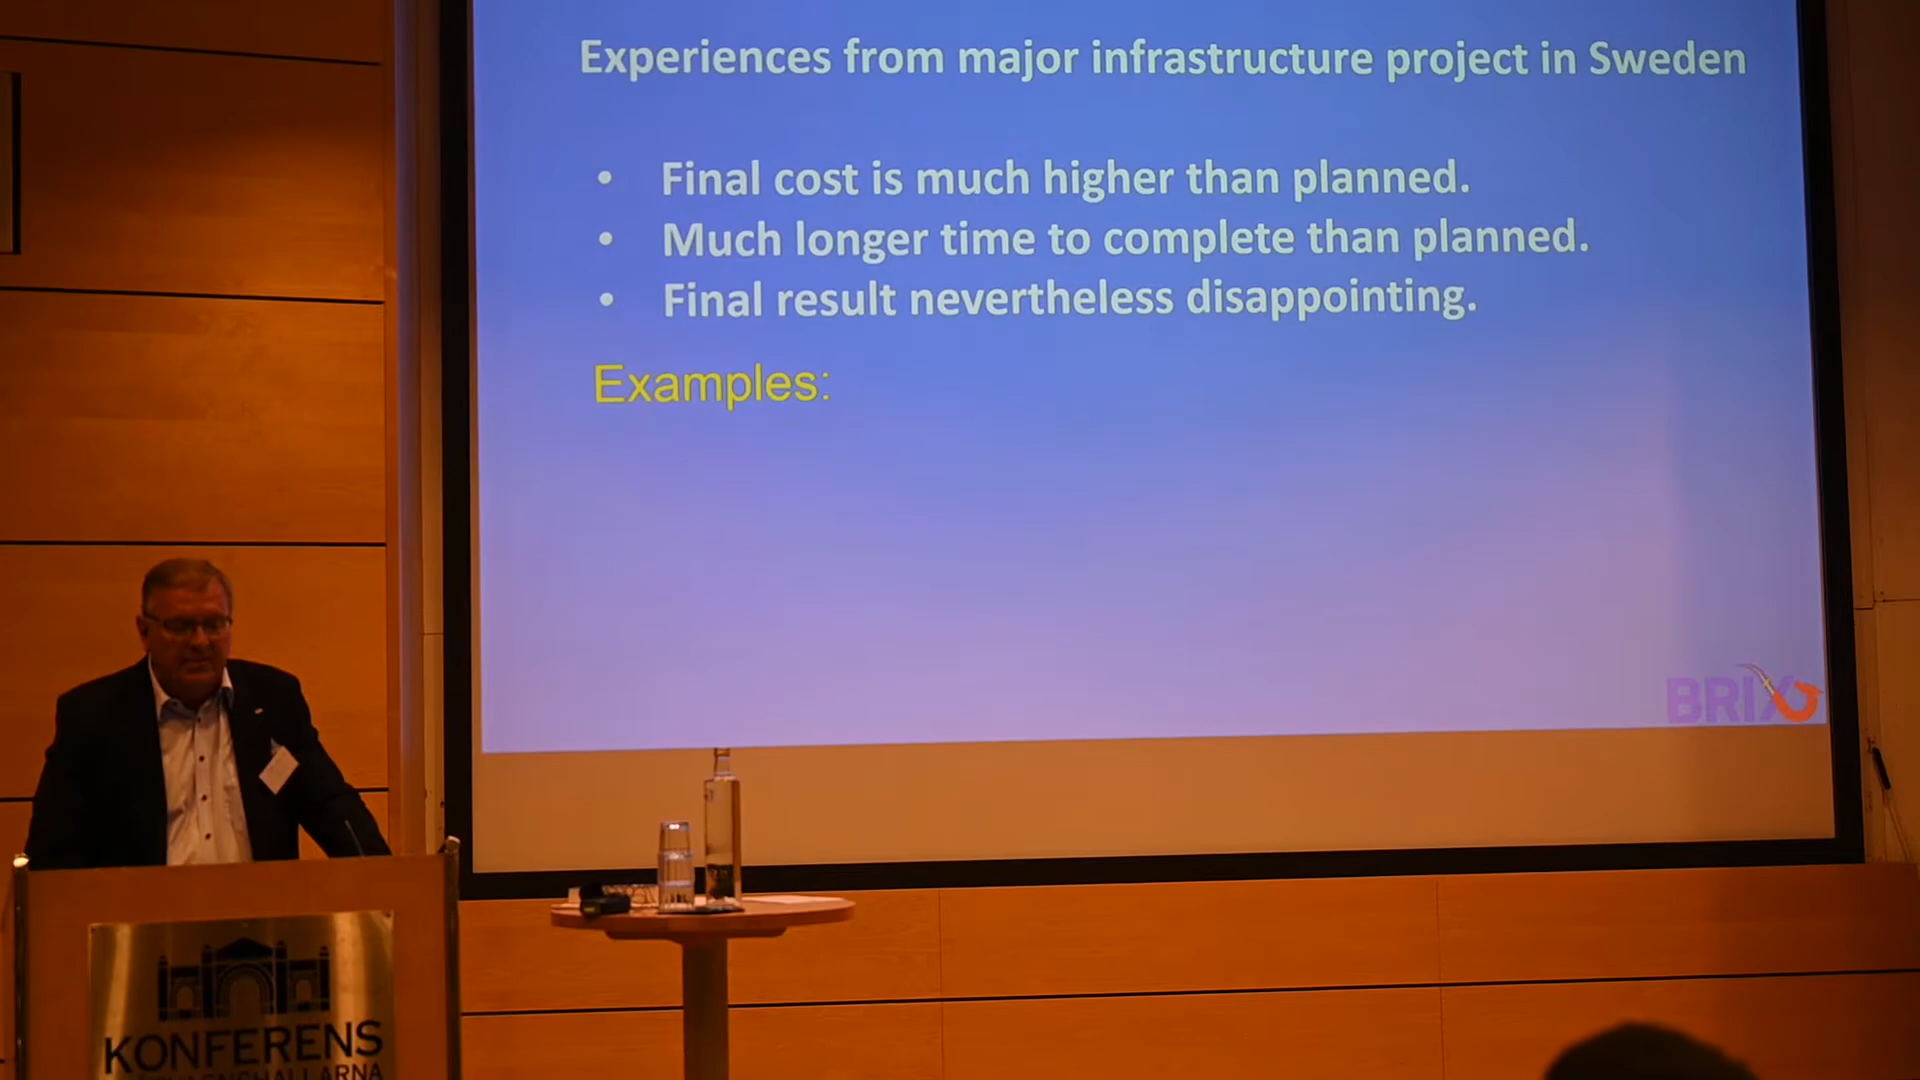 Experiences from major infrastructure project in Sweden
• Final cost is much higher than planned.
• Much longer time to complete than planned.
• Final result nevertheless disappointing.
Examples:
BRIX
KONFERENS